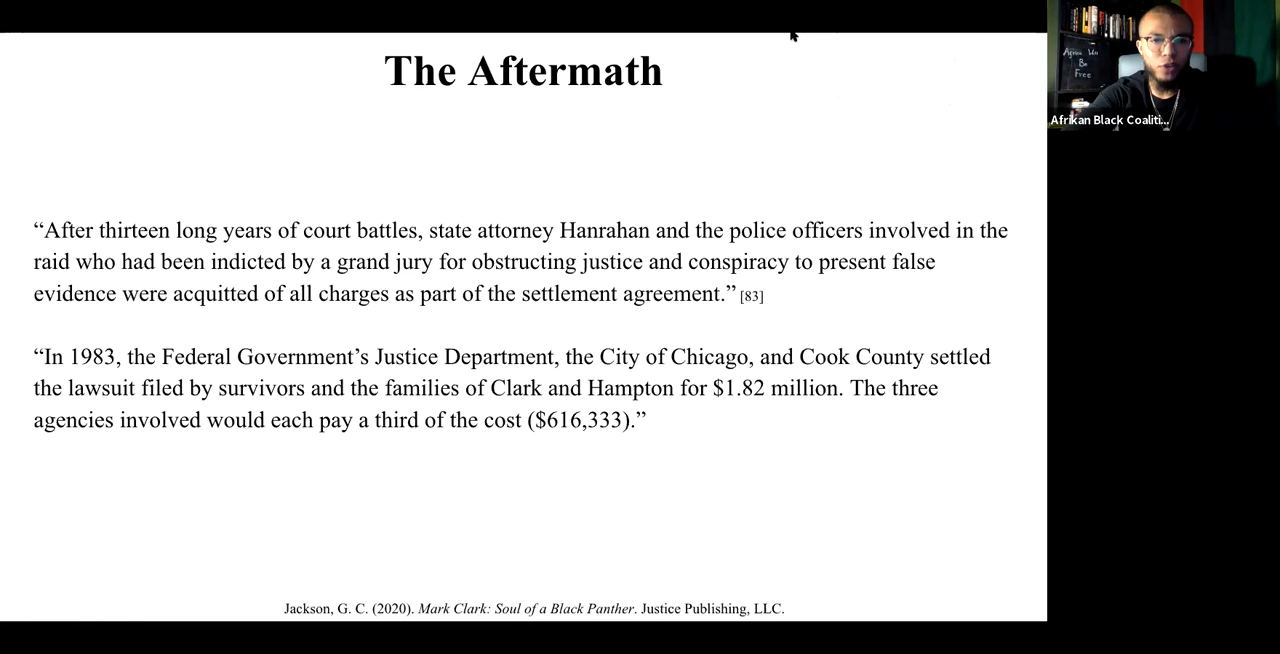 The Aftermath
“After thirteen long years of court battles, state attorney Hanrahan and the police officers involved in the
raid who had been indicted by a grand jury for obstructing justice and conspiracy to present false
evidence were acquitted of all charges as part of the settlement agreement.” [83]
“In 1983, the Federal Government’s Justice Department, the City of Chicago, and Cook County settled
the lawsuit filed by survivors and the families of Clark and Hampton for $1.82 million. The three
agencies involved would each pay a third of the cost ($616,333).”
Jackson, G. C. (2020). Mark Clark: Soul of a Black Panther. Justice Publishing, LLC.
Be
Free
Afrikan Black Coaliti...